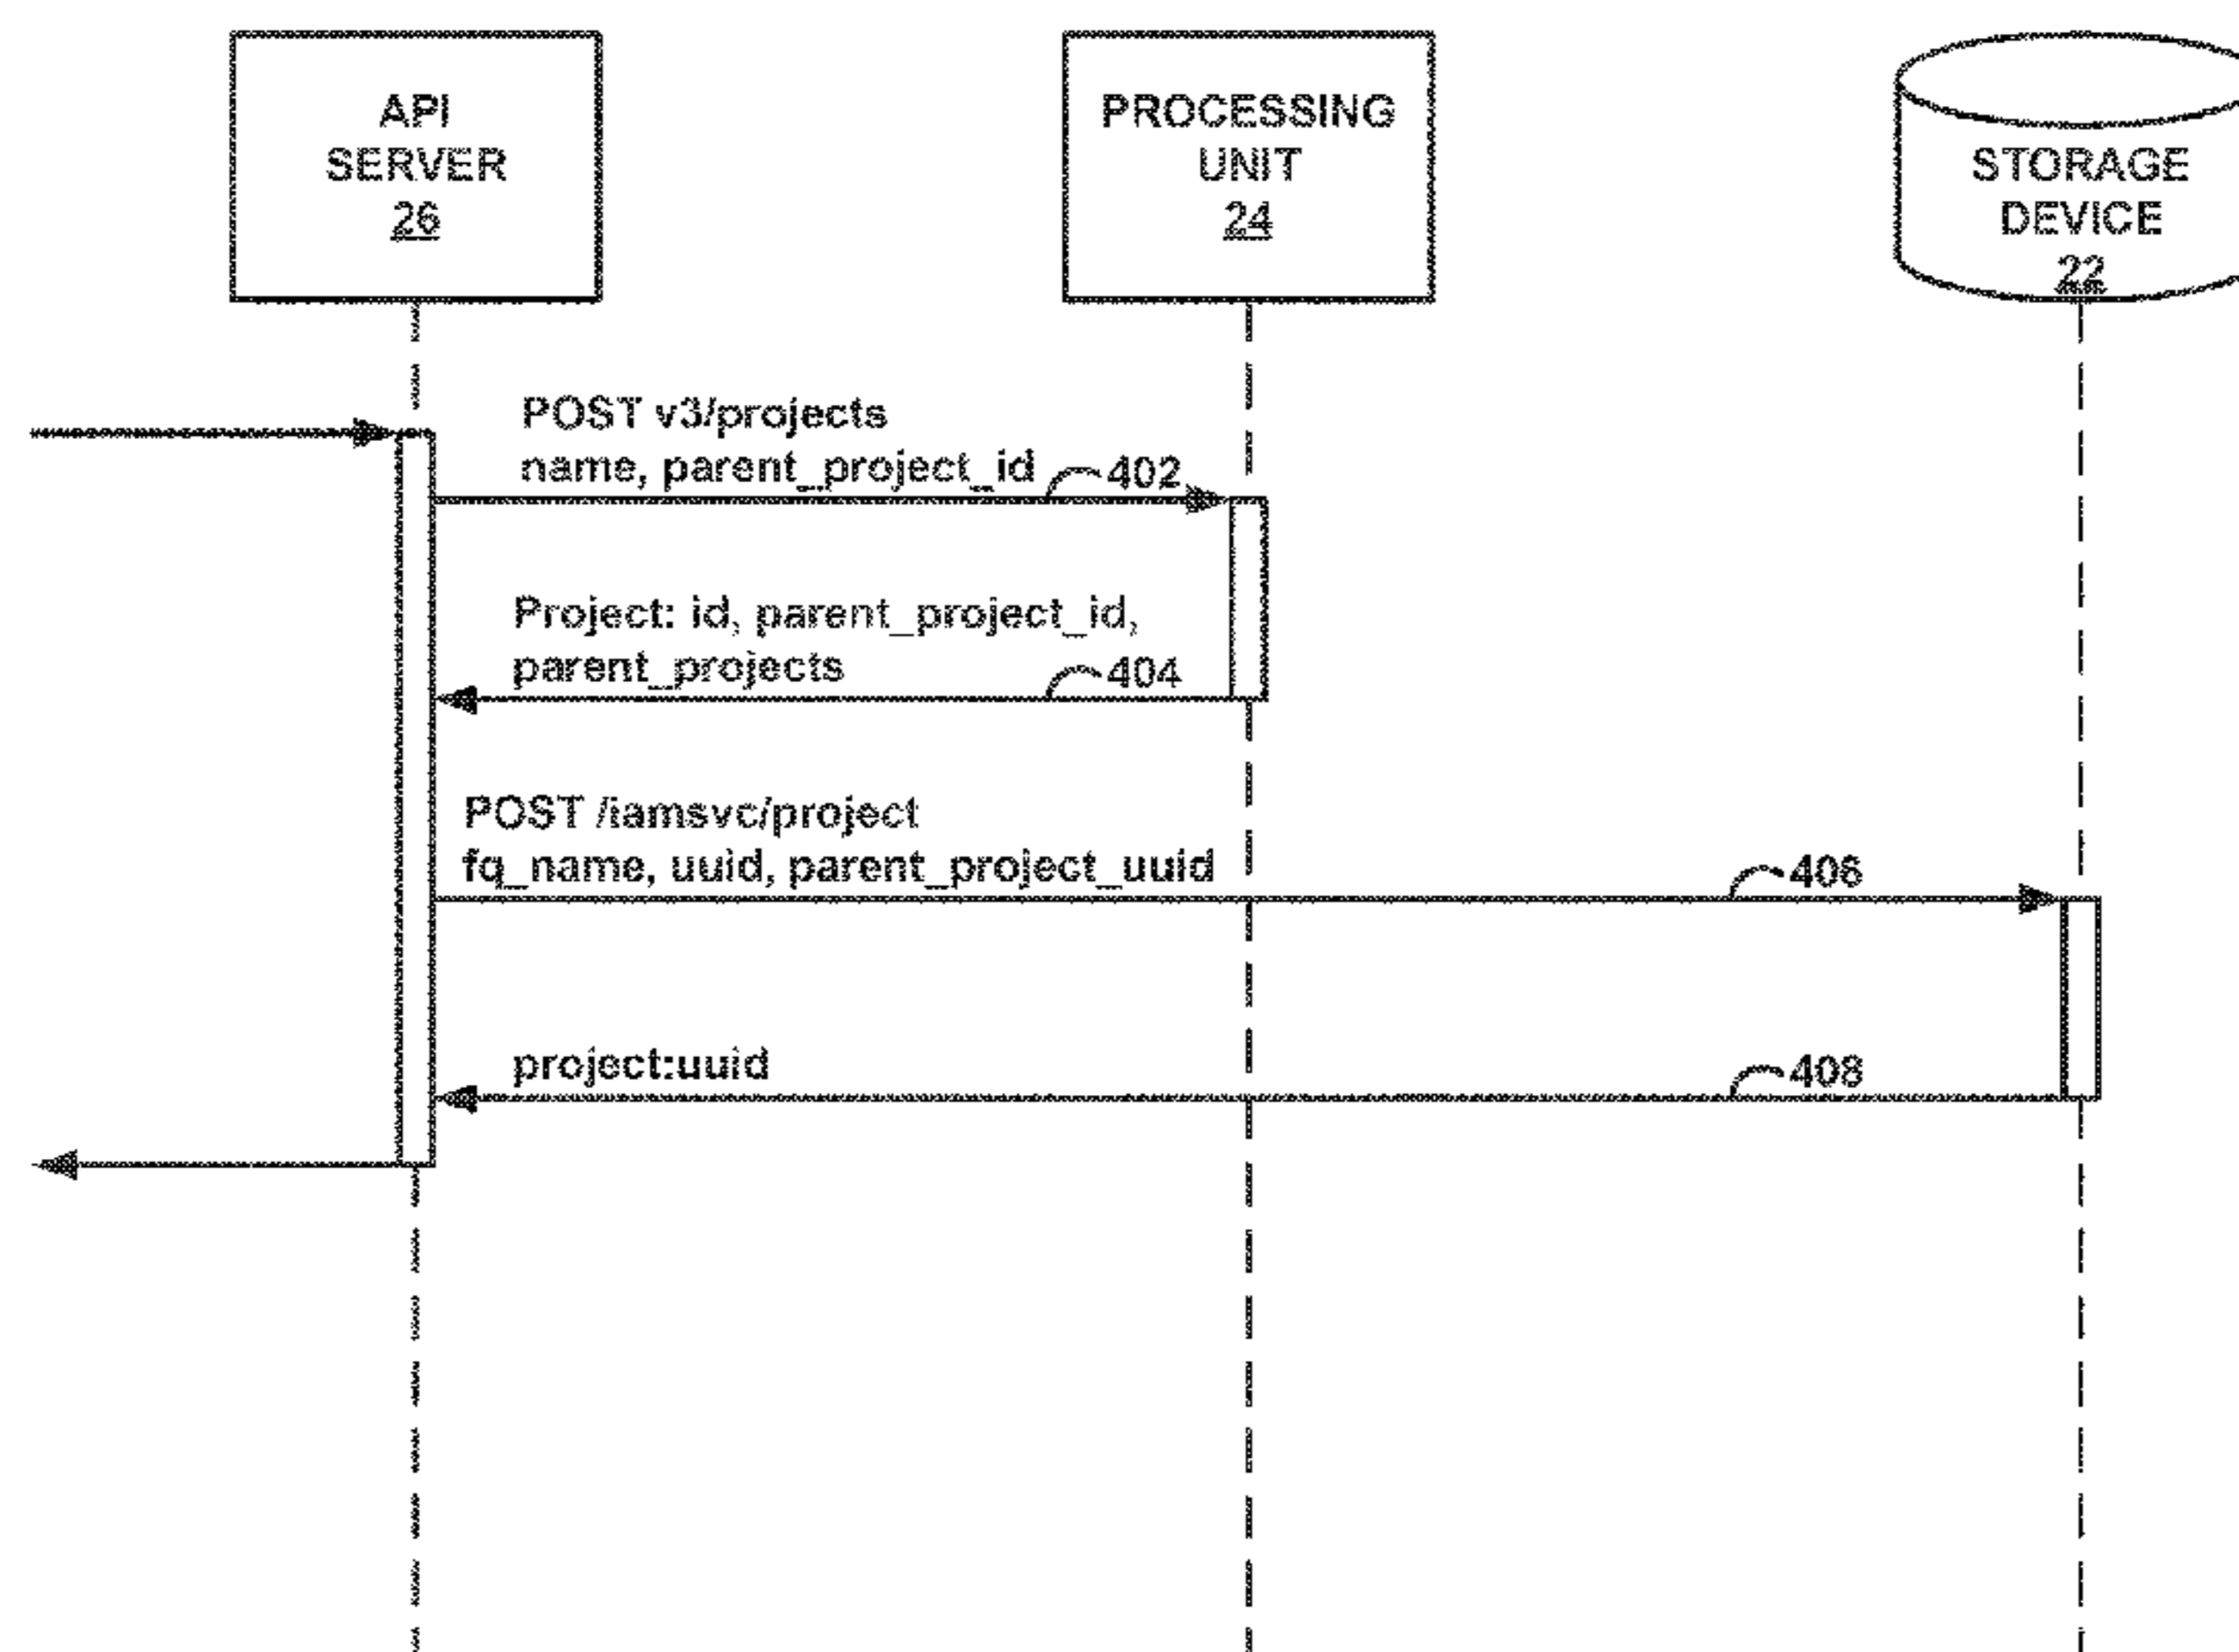 API
SERVER
26
PROCESSING
UNIT
24
STORAGE
DEVICE
22
POST v3/projects
name, parent_project_id
402
Project: id, parent_project_id,
parent_projects
404
POST /iamsvc/project
fq_name, uuid, parent_project_uuid
406
project:uuid
408